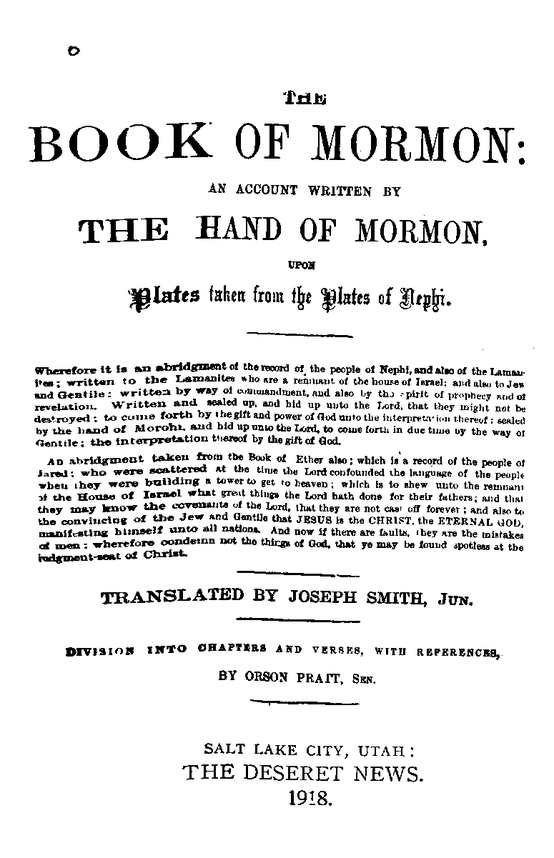 THE
BOOK OF MORMON:
AN ACCOUNT WRITTEN BY
THE HAND OF MORMON,
UPON
Plates taken from the Plates of Nephi.
Wherefore it is an abridgment of the record of the people of Nephi, and also of the Laman-
ites; written to the Lamanites who are a remnant of the house of Israel; and also to Jew
and Gentile: written by way of commandment, and also by the spirit of prophecy and of
revelation. Written and sealed up, and hid up unto the Lord, that they might not be
destroyed: to come forth by the gift and power of God unto the interpretation thereof: sealed
by the hand of Moroni, and hid up unto the Lord, to come forth in due time by the way of
Gentile; the interpretation thereof by the gift of God.
An abridgment taken from the Book of Ether also; which is a record of the people of
Jared; who were scattered at the time the Lord confounded the language of the people
when they were building a tower to get to heaven; which is to shew unto the remnant
of the House of Israel what great things the Lord hath done for their fathers; and that
they may know the covenants of the Lord, that they are not cast off forever; and also to
the convincing of the Jew and Gentile that JESUS is the CHRIST, the ETERNAL GOD,
manifesting himself unto all nations. And now if there are faults, they are the mistakes
of men: wherefore condemn not the things of God, that ye may be found spotless at the
judgment-seat of Christ.
TRANSLATED BY JOSEPH SMITH, JUN.
DIVISION INTO CHAPTERS AND VERSES, WITH REFERENCES,
BY ORSON PRATT, SEN.
SALT LAKE CITY, UTAH:
THE DESERET NEWS.
1918.